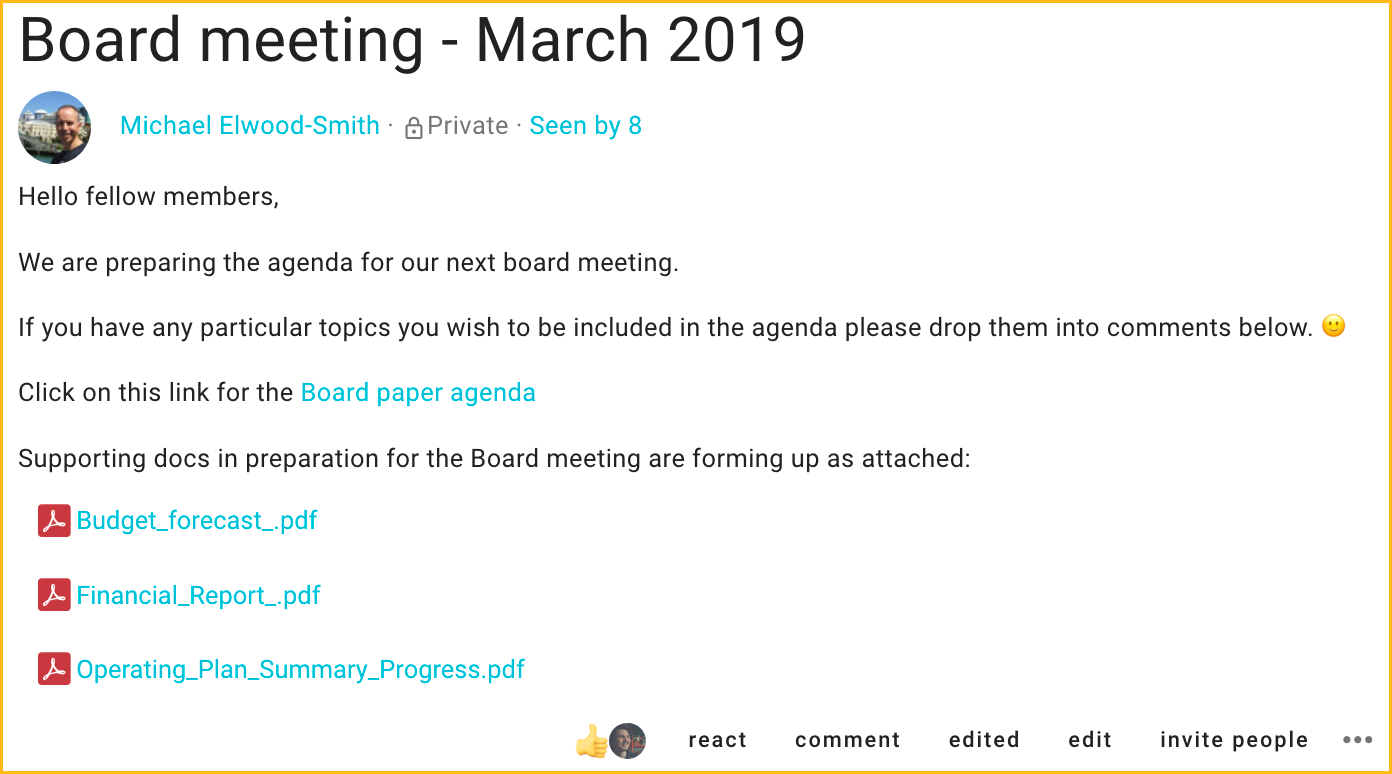 Board meeting - March 2019
Michael Elwood-Smith · Private · Seen by 8
Hello fellow members,
We are preparing the agenda for our next board meeting.
If you have any particular topics you wish to be included in the agenda please drop them into comments below. 🙂
Click on this link for the Board paper agenda
Supporting docs in preparation for the Board meeting are forming up as attached:
Budget_forecast_.pdf
Financial_Report_.pdf
Operating_Plan_Summary_Progress.pdf
react comment edited edit invite people